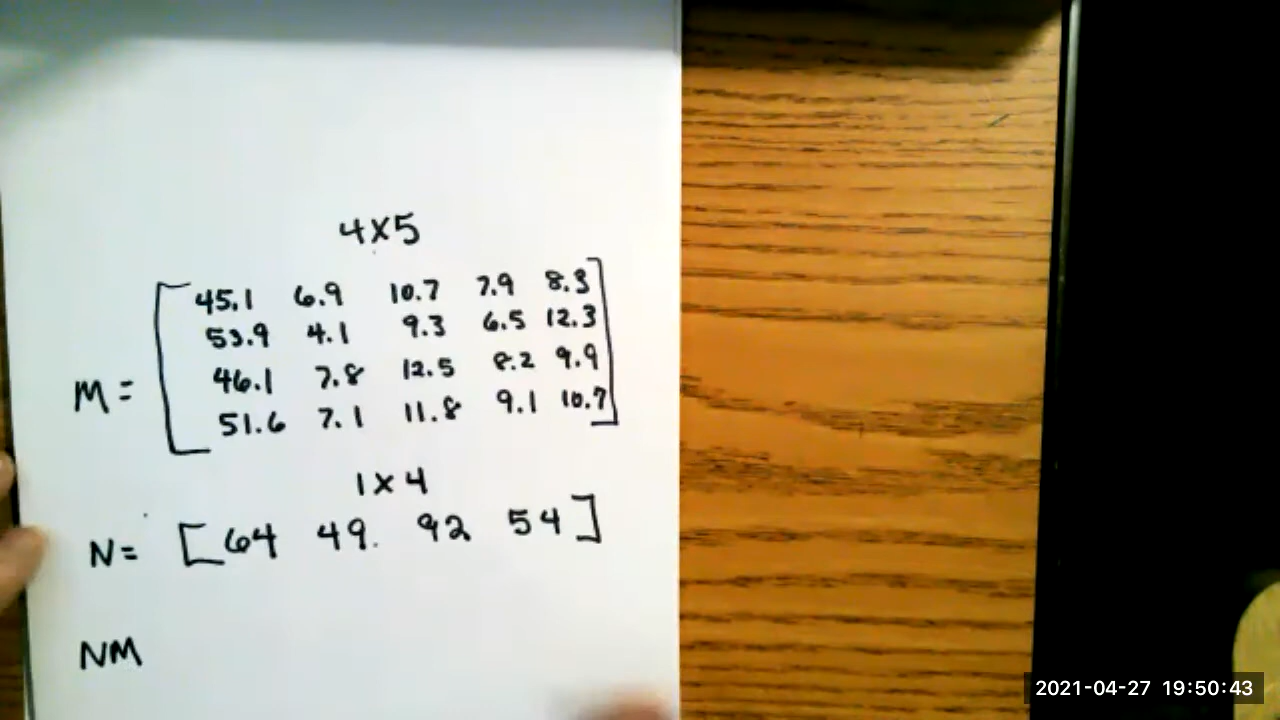 4X5
45.1 6.9 10.7 7.9 8.3
53.9 4.1 9.3 6.5 12.3
M = 46.1 7.8 12.5 8.2 9.9
51.6 7.1 11.8 9.1 10.7
1 X 4
N = [64 49. 92 54]
NM
2021-04-27 19:50:43